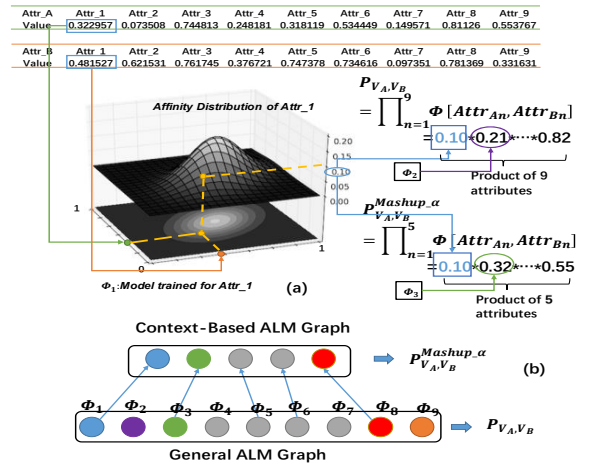 Attr_A Attr_1 Attr_2 Attr_3 Attr_4 Attr_5 Attr_6 Attr_7 Attr_8 Attr_9
Value 0.322957 0.073508 0.744813 0.248181 0.318119 0.534449 0.149571 0.81126 0.553767
Attr_B Attr_1 Attr_2 Attr_3 Attr_4 Attr_5 Attr_6 Attr_7 Attr_8 Attr_9
Value 0.481527 0.621531 0.761745 0.376721 0.747378 0.734616 0.097351 0.781369 0.331631
Affinity Distribution of Attr_1
0.20
0.15
0.10
0.05
0.00
1
0
1
Φ₁:Model trained for Attr_1
(a)
P_{V_A,V_B}
= ∏_{n=1}^{9} Φ [Attr_{An}, Attr_{Bn}]
=0.10*0.21*····*0.82
Φ₂
Product of 9
attributes
P_{V_A,V_B}^{Mashup_α}
= ∏_{n=1}^{5} Φ [Attr_{An}, Attr_{Bn}]
=0.10*0.32*····*0.55
Φ₃
Product of 5
attributes
Context-Based ALM Graph
P_{V_A,V_B}^{Mashup_α}
(b)
Φ₁ Φ₂ Φ₃ Φ₄ Φ₅ Φ₆ Φ₇ Φ₈ Φ₉
P_{V_A,V_B}
General ALM Graph